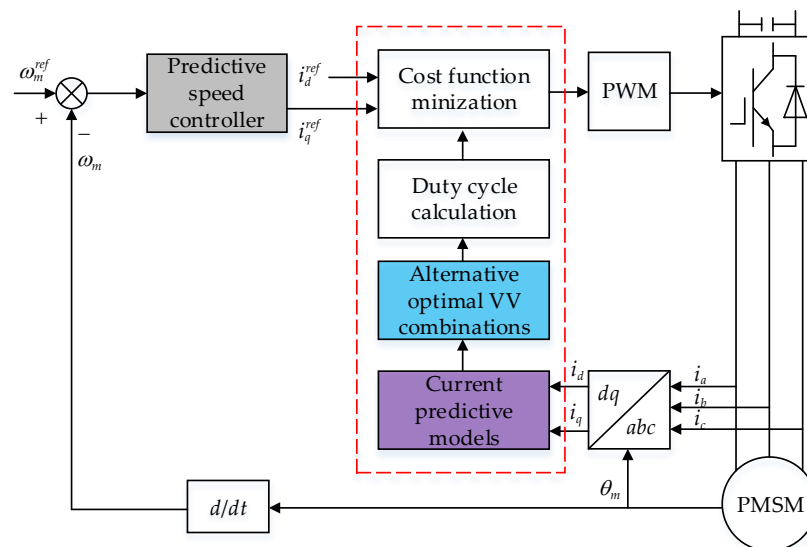 ω_m^ref
+
−
ω_m
Predictive
speed
controller
i_d^ref
i_q^ref
Cost function
minization
PWM
Duty cycle
calculation
Alternative
optimal VV
combinations
Current
predictive
models
i_d
i_q
dq
abc
i_a
i_b
i_c
θ_m
d/dt
PMSM